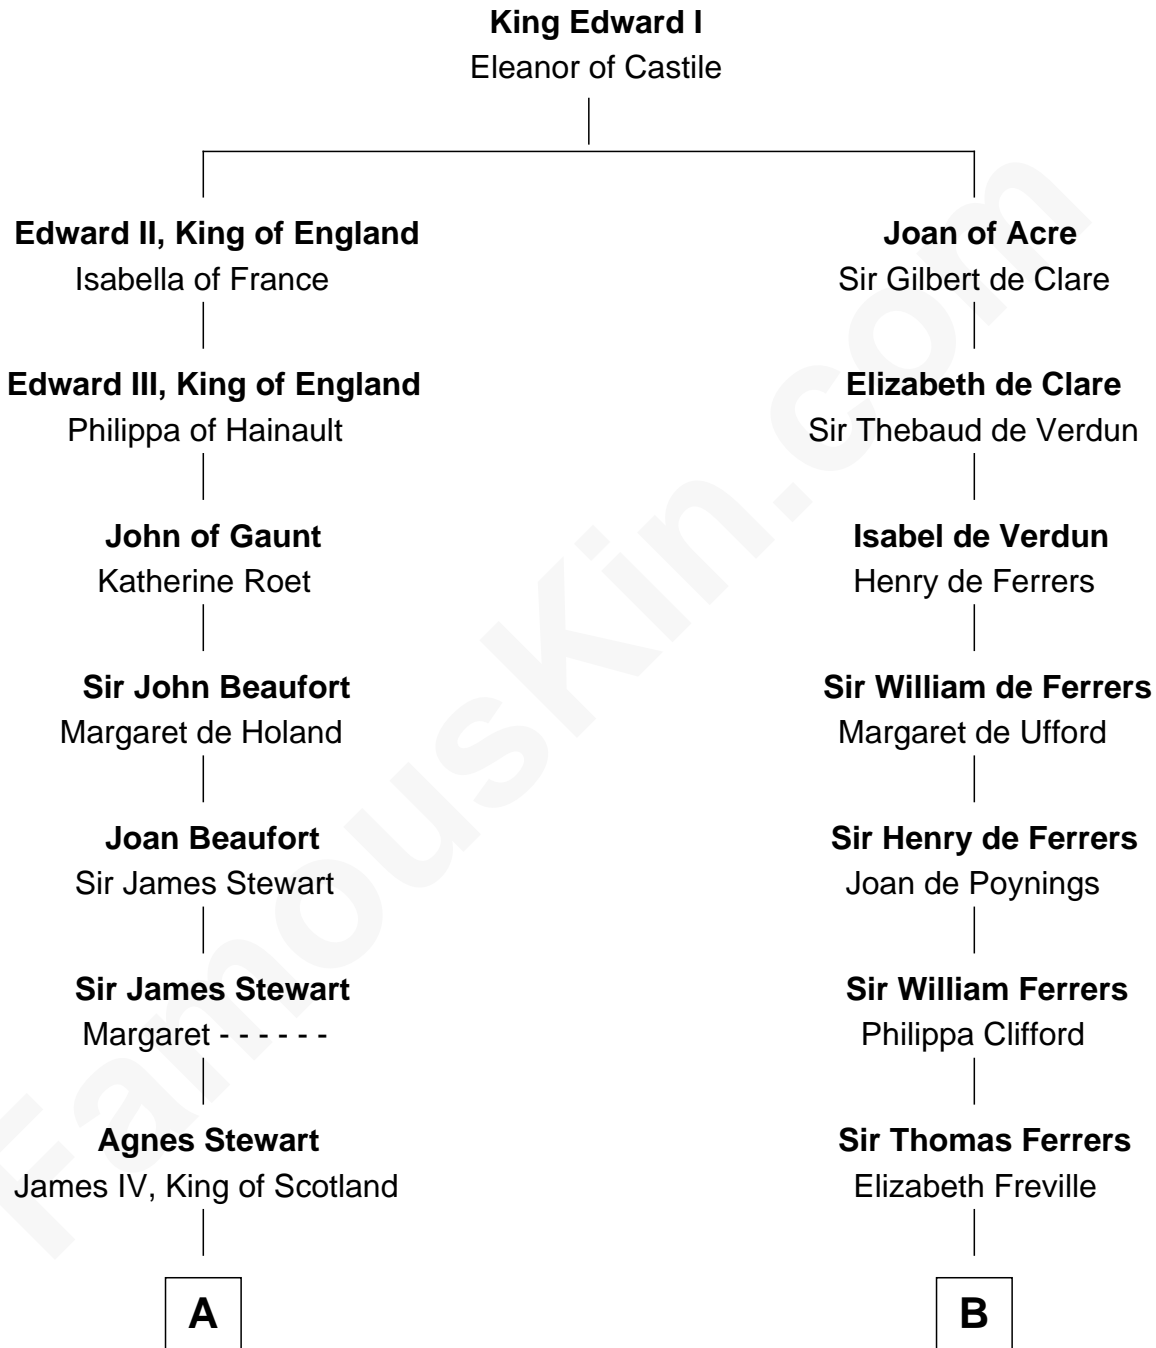 King Edward I
Eleanor of Castile
Edward II, King of England
Isabella of France
Joan of Acre
Sir Gilbert de Clare
Edward III, King of England
Philippa of Hainault
Elizabeth de Clare
Sir Thebaud de Verdun
John of Gaunt
Katherine Roet
Isabel de Verdun
Henry de Ferrers
Sir John Beaufort
Margaret de Holand
Sir William de Ferrers
Margaret de Ufford
Joan Beaufort
Sir James Stewart
Sir Henry de Ferrers
Joan de Poynings
Sir James Stewart
Margaret - - - - - -
Sir William Ferrers
Philippa Clifford
Agnes Stewart
James IV, King of Scotland
Sir Thomas Ferrers
Elizabeth Freville
A
B
FamousKin.com